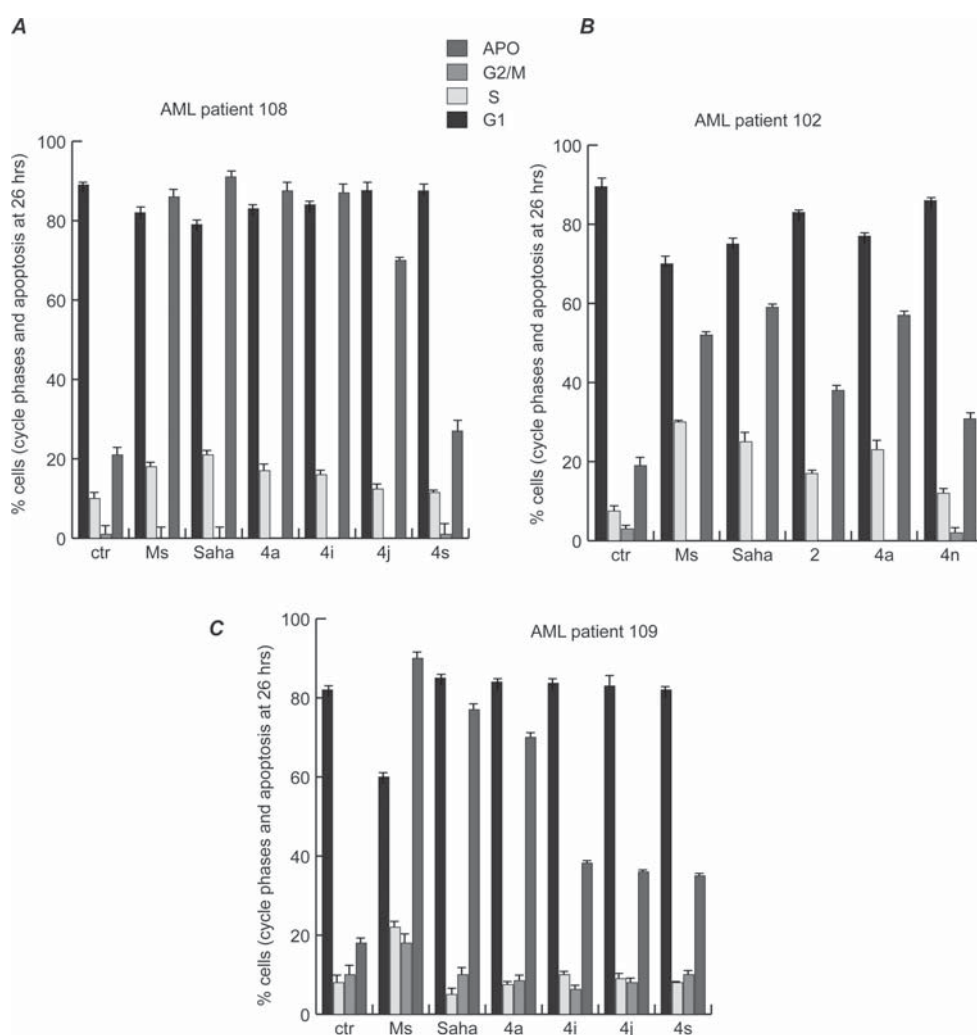 A
B
APO
G2/M
S
G1
AML patient 108
% cells (cycle phases and apoptosis at 26 hrs)
100
80
60
40
20
0
ctr Ms Saha 4a 4i 4j 4s
AML patient 102
% cells (cycle phases and apoptosis at 26 hrs)
100
80
60
40
20
0
ctr Ms Saha 2 4a 4n
C
AML patient 109
% cells (cycle phases and apoptosis at 26 hrs)
100
80
60
40
20
0
ctr Ms Saha 4a 4i 4j 4s